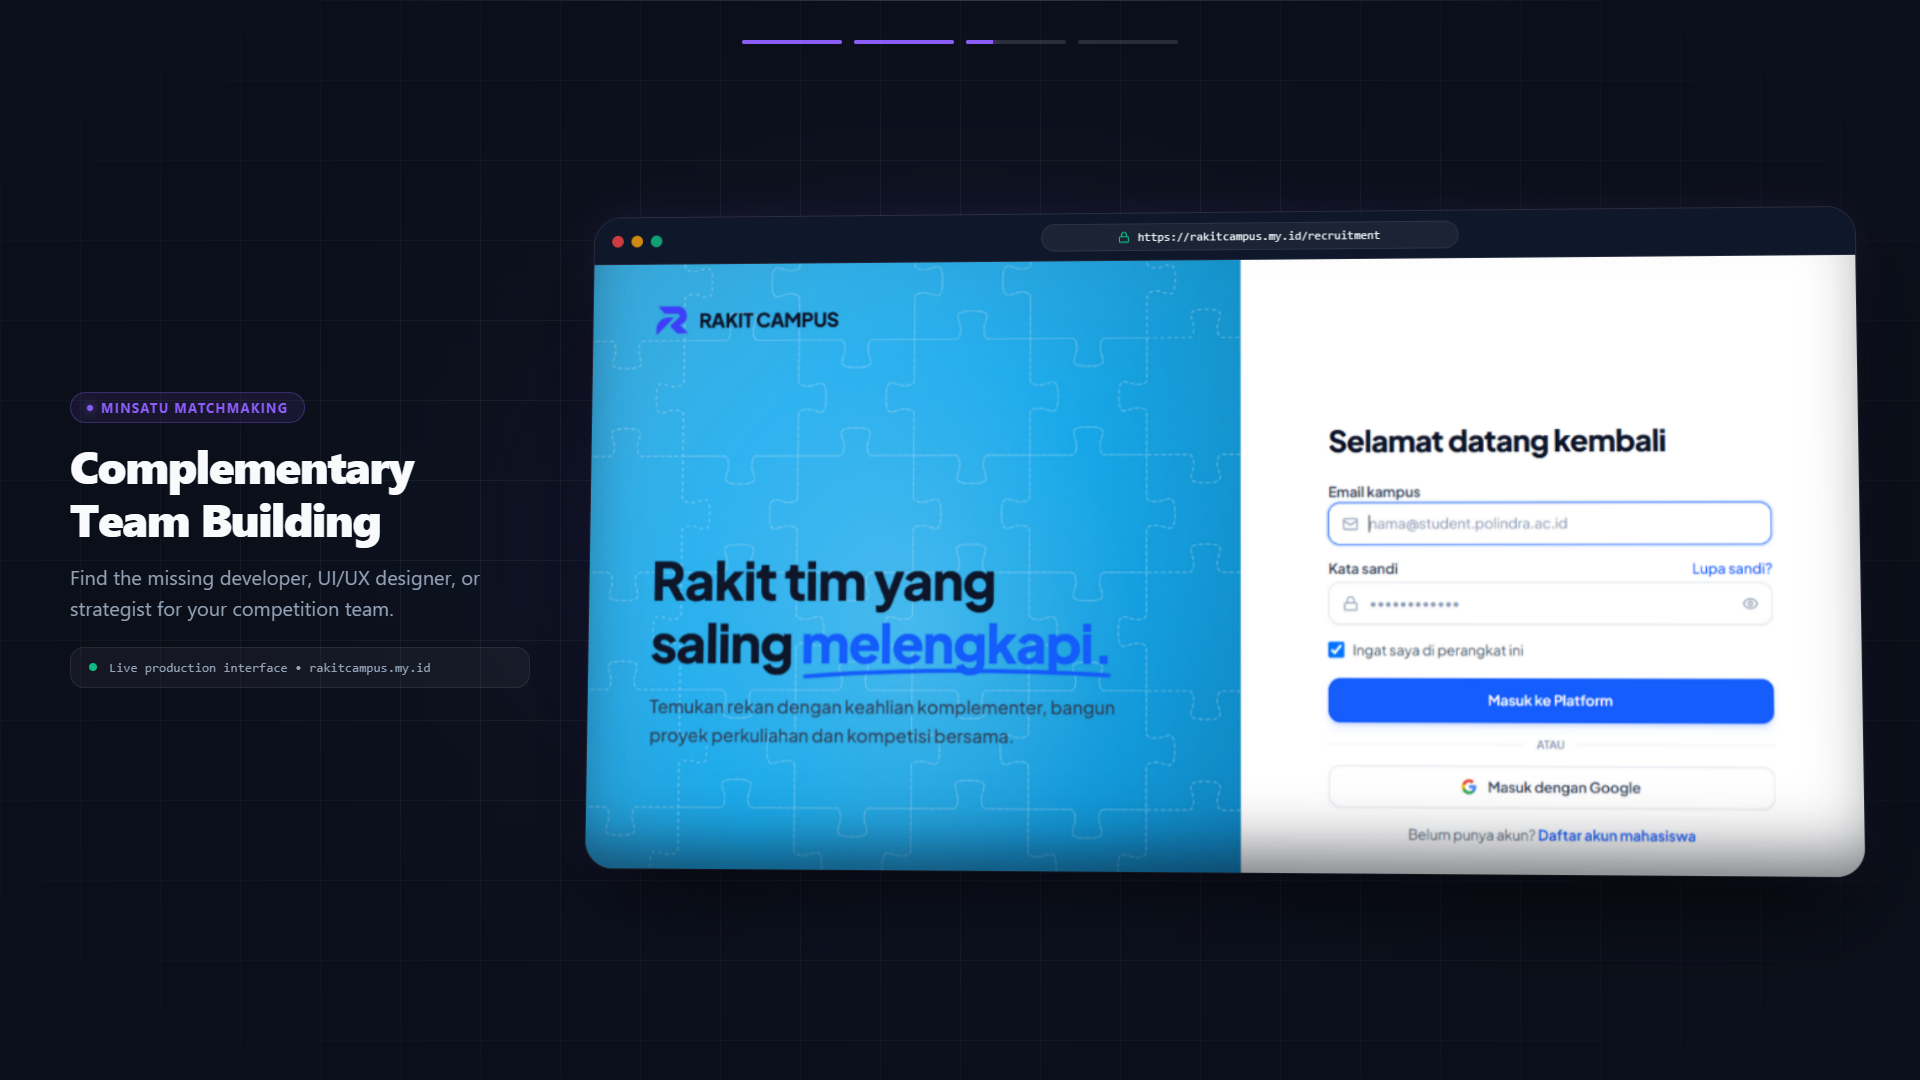 MINSATU MATCHMAKING
Complementary
Team Building
Find the missing developer, UI/UX designer, or
strategist for your competition team.
Live production interface • rakitcampus.my.id
https://rakitcampus.my.id/recruitment
RAKIT CAMPUS
Rakit tim yang
saling melengkapi.
Temukan rekan dengan keahlian komplementer, bangun
proyek perkuliahan dan kompetisi bersama.
Selamat datang kembali
Email kampus
nama@student.polindra.ac.id
Kata sandi
Lupa sandi?
••••••••••••
Ingat saya di perangkat ini
Masuk ke Platform
ATAU
Masuk dengan Google
Belum punya akun? Daftar akun mahasiswa